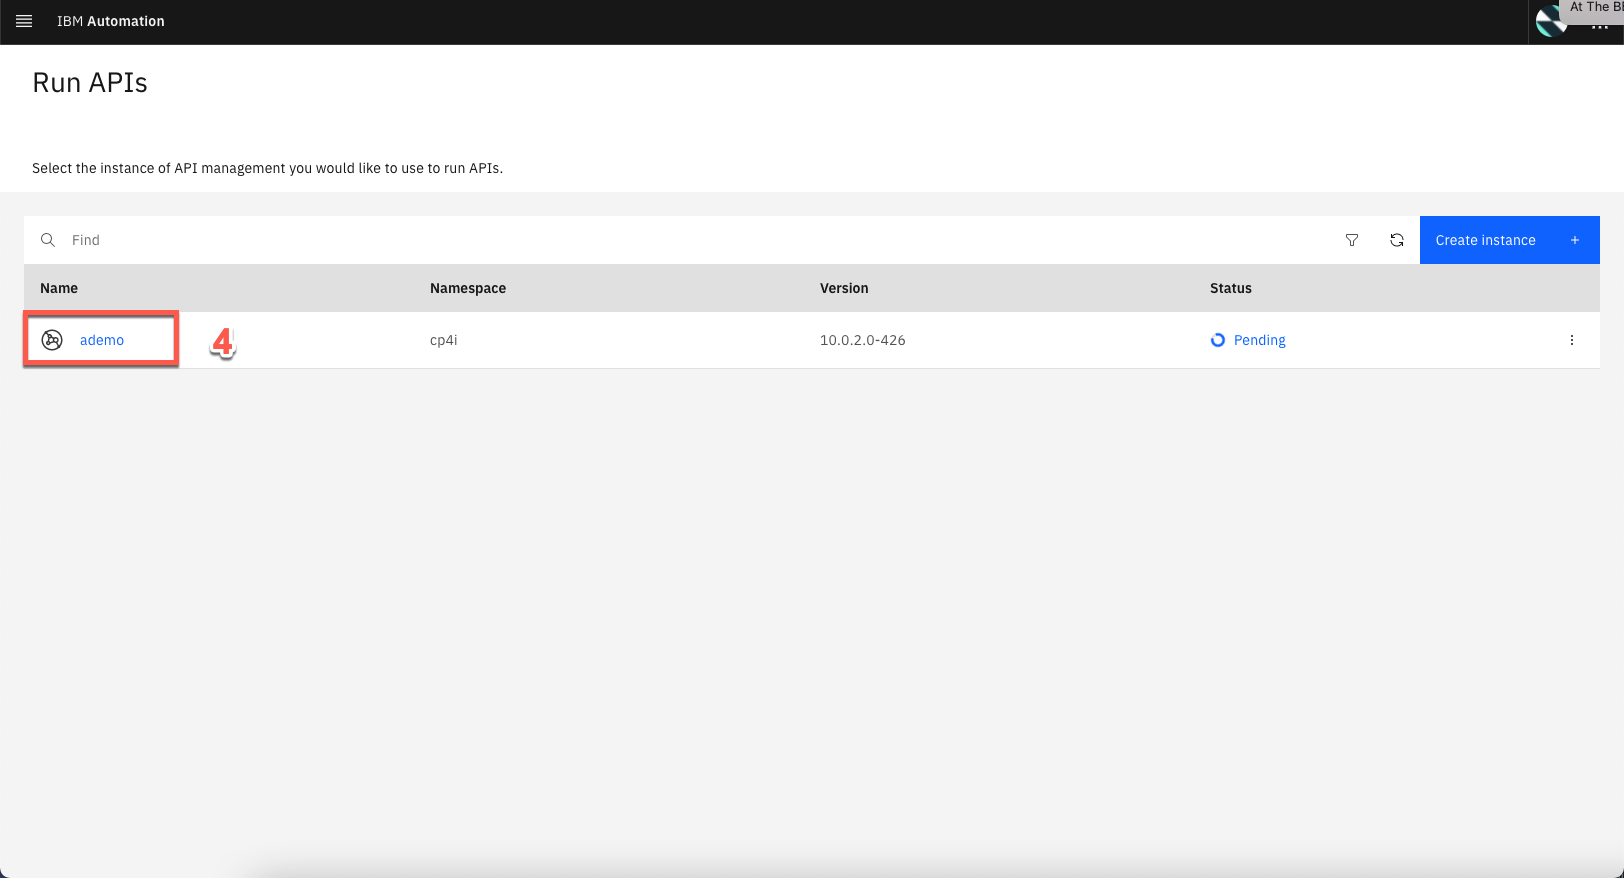 IBM Automation
At The
Run APIs
Select the instance of API management you would like to use to run APIs.
Find
Create instance +
Name Namespace Version Status
ademo 4 cp4i 10.0.2.0-426 Pending